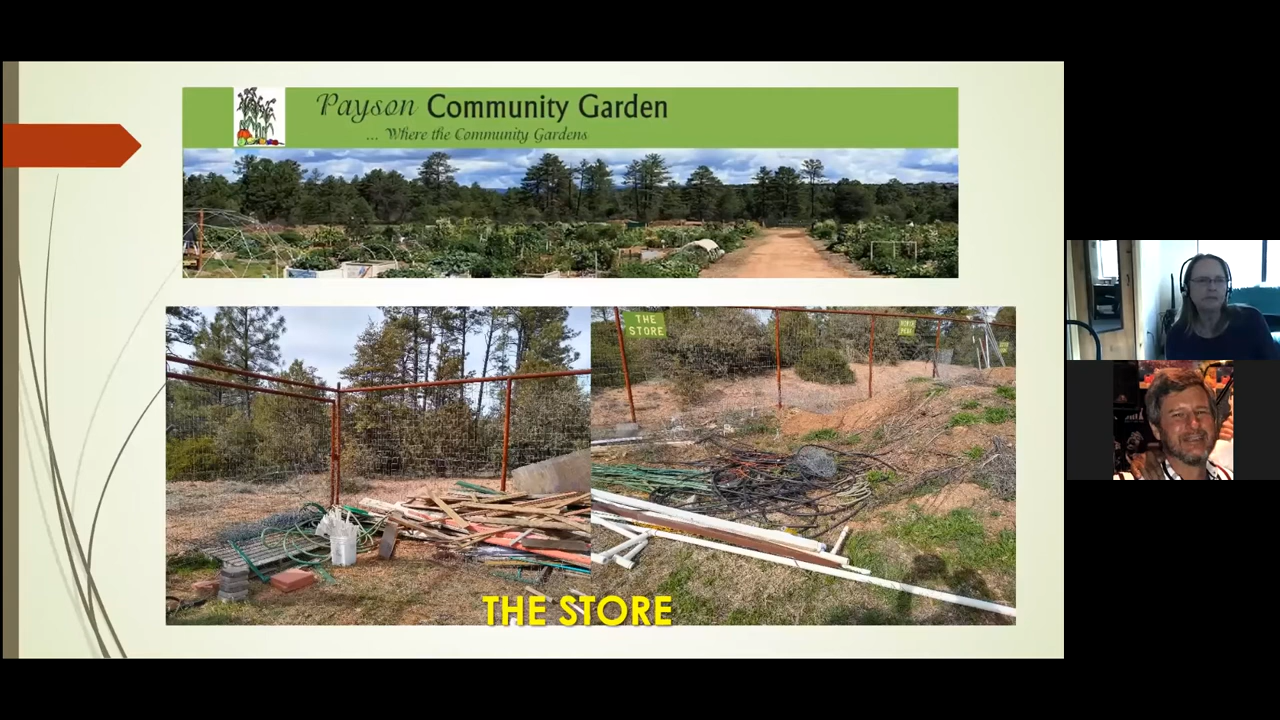 Payson Community Garden
... Where the Community Gardens
THE
STORE
THE STORE